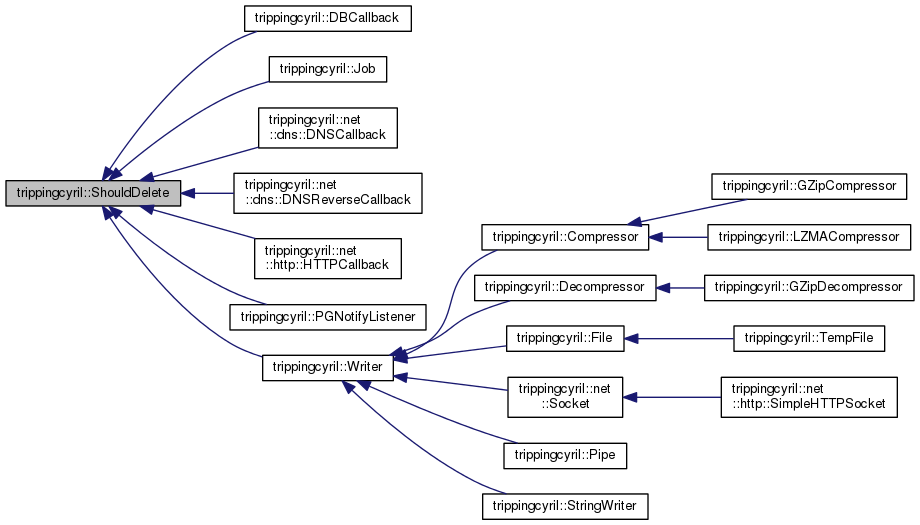 trippingcyril::DBCallback
trippingcyril::Job
trippingcyril::net
::dns::DNSCallback
trippingcyril::ShouldDelete
trippingcyril::net
::dns::DNSReverseCallback
trippingcyril::net
::http::HTTPCallback
trippingcyril::PGNotifyListener
trippingcyril::Writer
trippingcyril::Compressor
trippingcyril::GZipCompressor
trippingcyril::LZMACompressor
trippingcyril::Decompressor
trippingcyril::GZipDecompressor
trippingcyril::File
trippingcyril::TempFile
trippingcyril::net
::Socket
trippingcyril::net
::http::SimpleHTTPSocket
trippingcyril::Pipe
trippingcyril::StringWriter